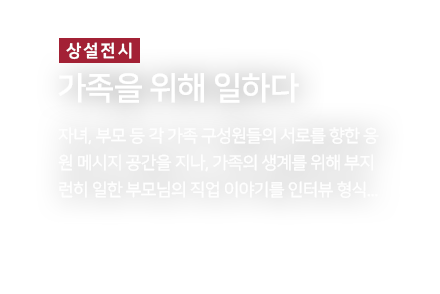 상설전시
가족을 위해 일하다
자녀, 부모 등 각 가족 구성원들의 서로를 향한 응
원 메시지 공간을 지나, 가족의 생계를 위해 부지
런히 일한 부모님의 직업 이야기를 인터뷰 형식...